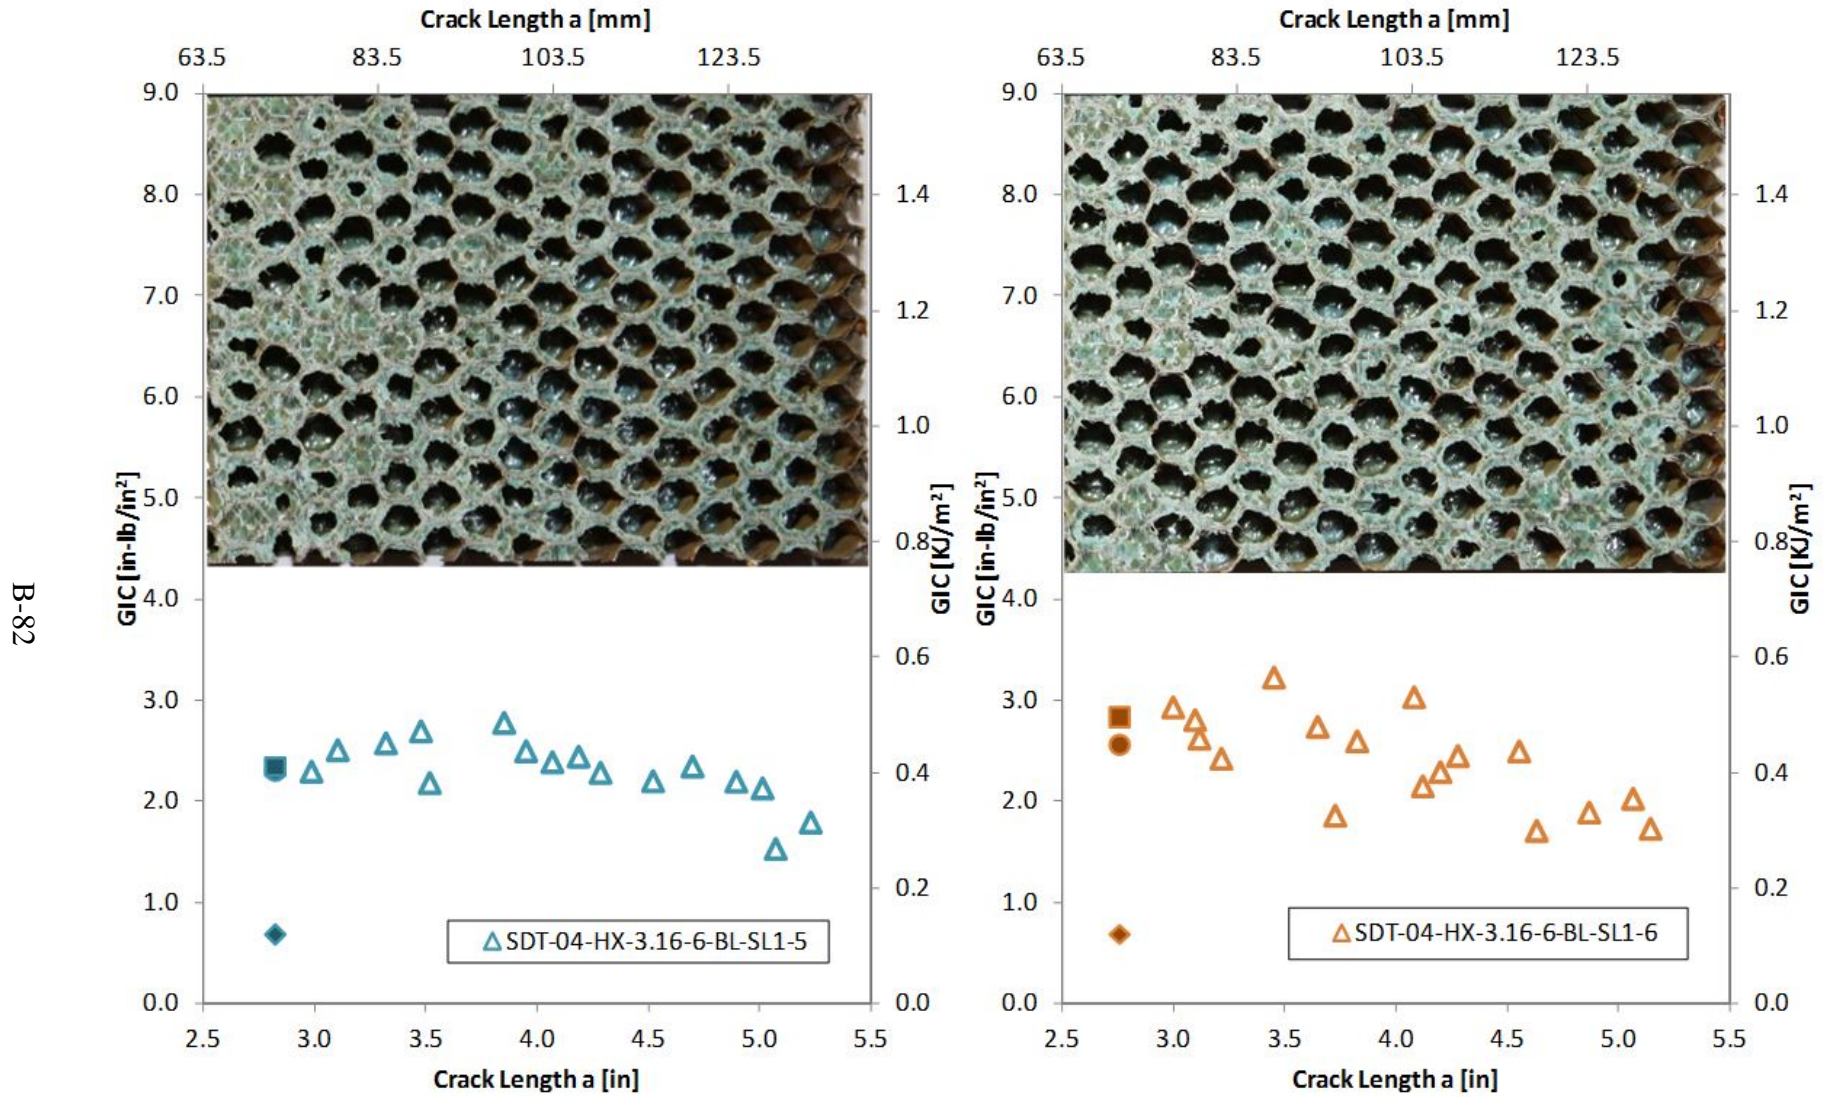 Crack Length a [mm]
63.5 83.5 103.5 123.5
9.0
8.0
7.0
6.0
5.0
4.0
3.0
2.0
1.0
0.0
GIC [in-lb/in²]
1.4
1.2
1.0
0.8
0.6
0.4
0.2
0.0
GIC [KJ/m²]
SDT-04-HX-3.16-6-BL-SL1-5
2.5 3.0 3.5 4.0 4.5 5.0 5.5
Crack Length a [in]
Crack Length a [mm]
63.5 83.5 103.5 123.5
9.0
8.0
7.0
6.0
5.0
4.0
3.0
2.0
1.0
0.0
GIC [in-lb/in²]
1.4
1.2
1.0
0.8
0.6
0.4
0.2
0.0
GIC [KJ/m²]
SDT-04-HX-3.16-6-BL-SL1-6
2.5 3.0 3.5 4.0 4.5 5.0 5.5
Crack Length a [in]
B-82